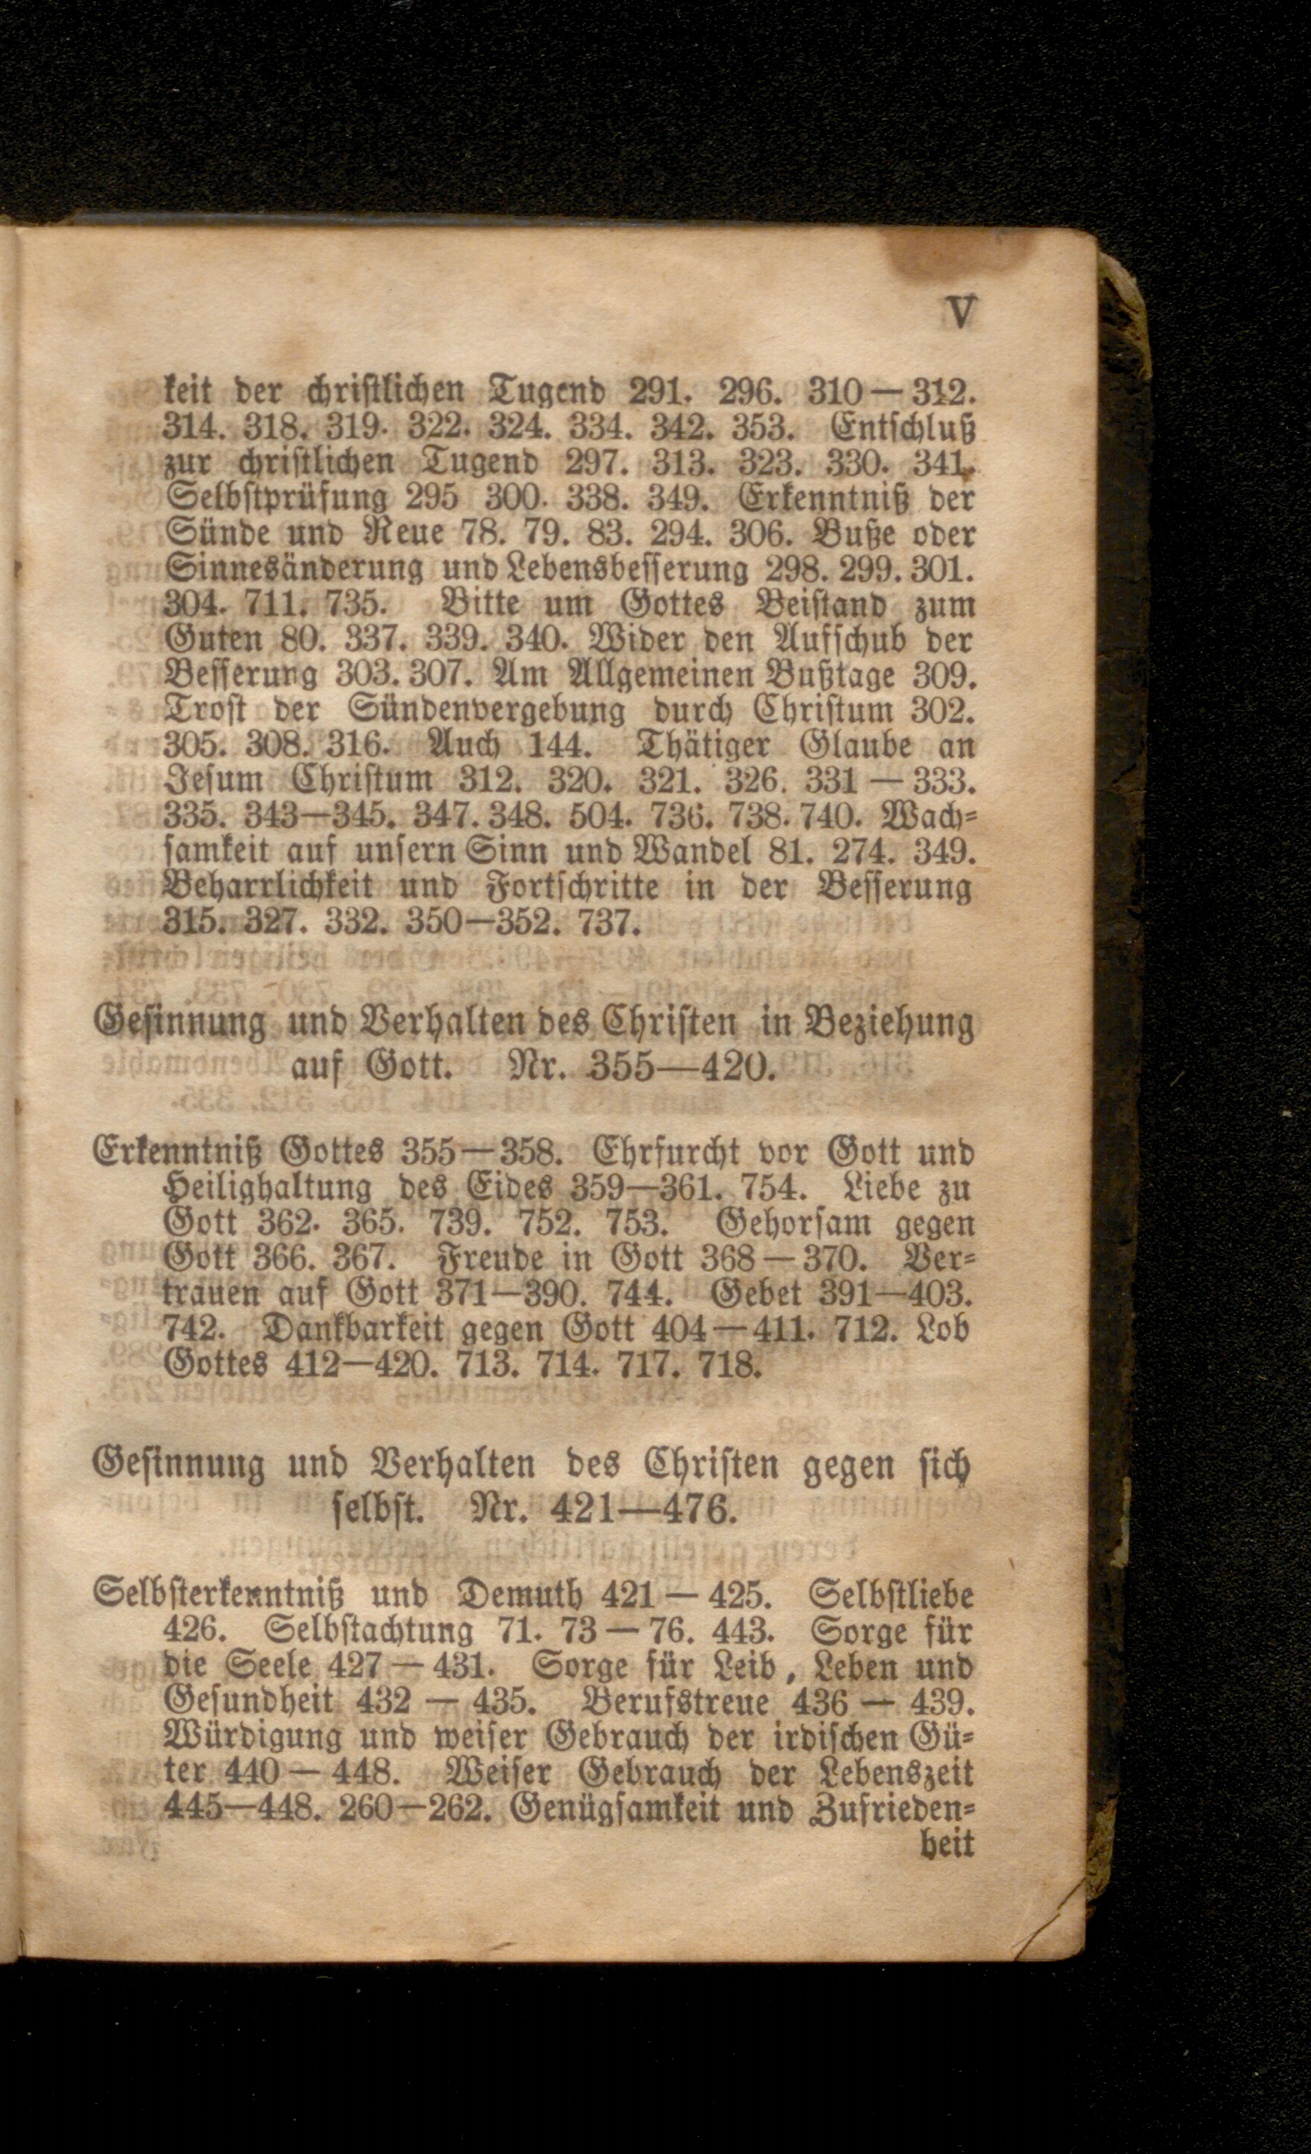 V
keit der christlichen Tugend 291. 296. 310 — 312.
314. 318. 319. 322. 324. 334. 342. 353. Entschluß
zur christlichen Tugend 297. 313. 323. 330. 341.
Selbstprüfung 295 300. 338. 349. Erkenntniß der
Sünde und Reue 78. 79. 83. 294. 306. Buße oder
Sinnesänderung und Lebensbesserung 298. 299. 301.
304. 711. 735. Bitte um Gottes Beistand zum
Guten 80. 337. 339. 340. Wider den Aufschub der
Besserung 303. 307. Am Allgemeinen Bußtage 309.
Trost der Sündenvergebung durch Christum 302.
305. 308. 316. Auch 144. Thätiger Glaube an
Jesum Christum 312. 320. 321. 326. 331 — 333.
335. 343—345. 347. 348. 504. 736. 738. 740. Wach-
samkeit auf unsern Sinn und Wandel 81. 274. 349.
Beharrlichkeit und Fortschritte in der Besserung
315. 327. 332. 350—352. 737.
Gesinnung und Verhalten des Christen in Beziehung
auf Gott. Nr. 355—420.
Erkenntniß Gottes 355—358. Ehrfurcht vor Gott und
Heilighaltung des Eides 359—361. 754. Liebe zu
Gott 362. 365. 739. 752. 753. Gehorsam gegen
Gott 366. 367. Freude in Gott 368 — 370. Ver-
trauen auf Gott 371—390. 744. Gebet 391—403.
742. Dankbarkeit gegen Gott 404—411. 712. Lob
Gottes 412—420. 713. 714. 717. 718.
Gesinnung und Verhalten des Christen gegen sich
selbst. Nr. 421—476.
Selbsterkenntniß und Demuth 421 — 425. Selbstliebe
426. Selbstachtung 71. 73 — 76. 443. Sorge für
die Seele 427 — 431. Sorge für Leib, Leben und
Gesundheit 432 — 435. Berufstreue 436 — 439.
Würdigung und weiser Gebrauch der irdischen Gü-
ter 440 — 448. Weiser Gebrauch der Lebenszeit
445—448. 260—262. Genügsamkeit und Zufrieden-
heit